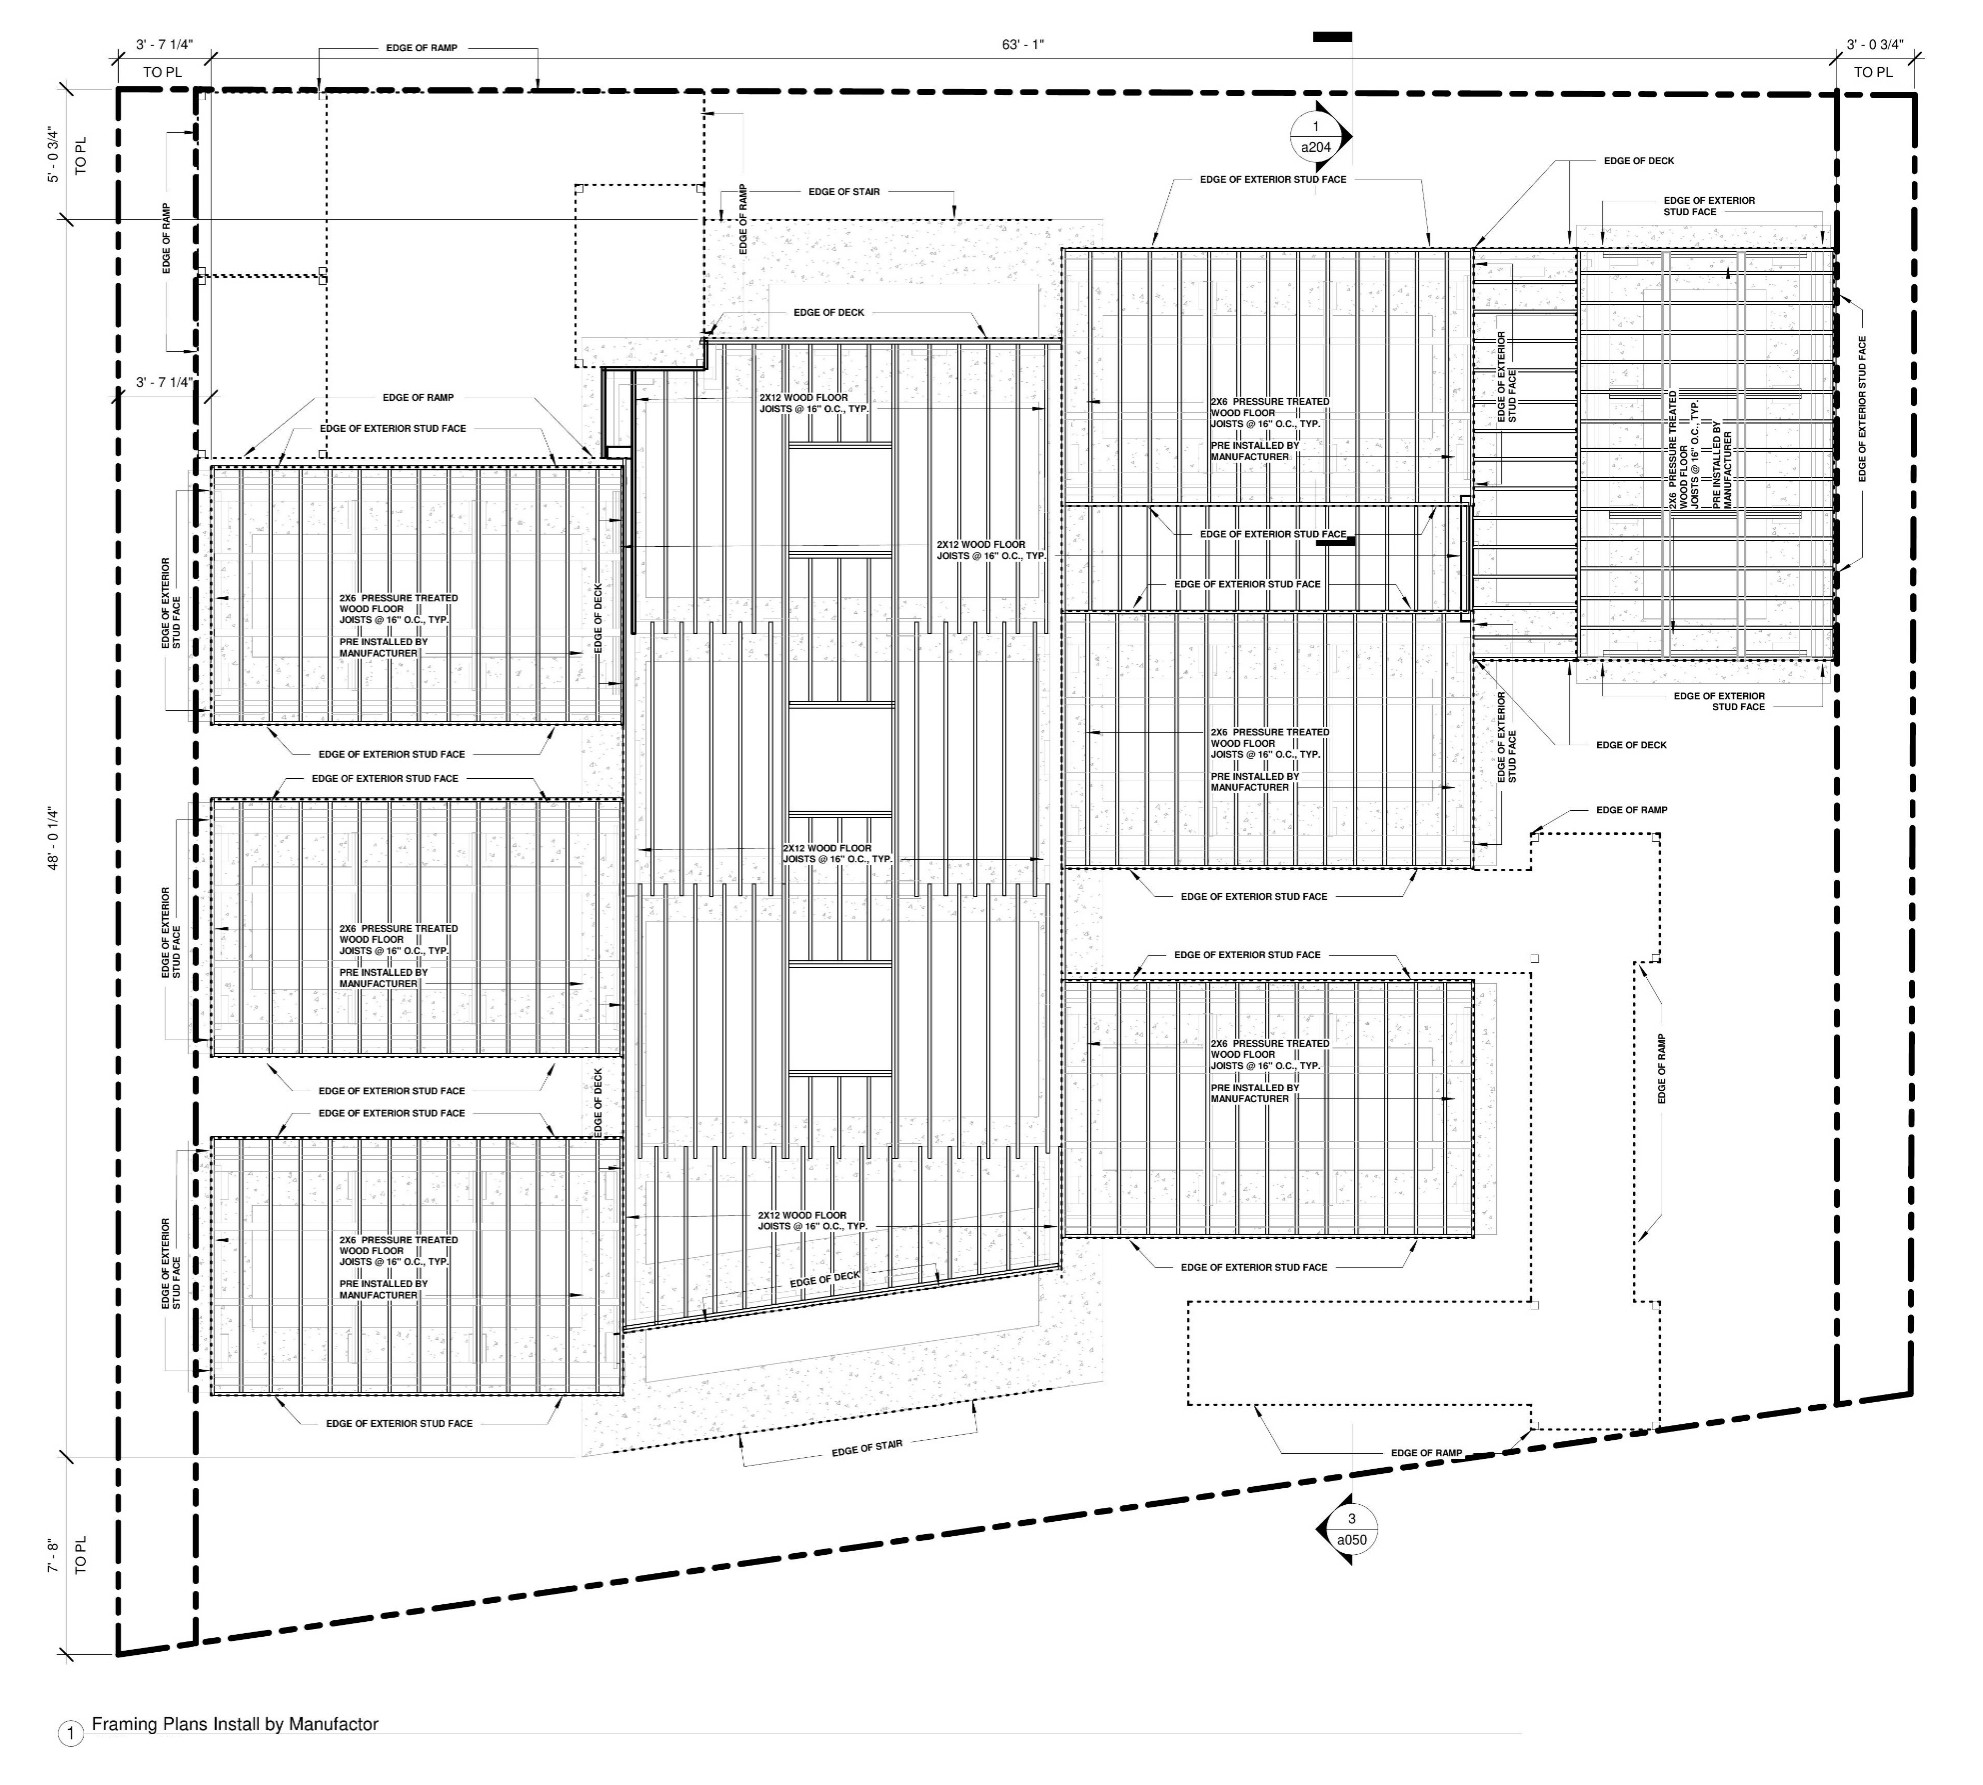 3' - 7 1/4"
TO PL
EDGE OF RAMP
63' - 1"
3' - 0 3/4"
TO PL
5' - 0 3/4"
TO PL
1
a204
EDGE OF DECK
EDGE OF EXTERIOR STUD FACE
EDGE OF STAIR
EDGE OF RAMP
EDGE OF RAMP
EDGE OF EXTERIOR
STUD FACE
EDGE OF DECK
3' - 7 1/4"
EDGE OF RAMP
EDGE OF EXTERIOR STUD FACE
2X12 WOOD FLOOR
JOISTS @ 16" O.C., TYP.
2X6 PRESSURE TREATED
WOOD FLOOR
JOISTS @ 16" O.C., TYP.
PRE INSTALLED BY
MANUFACTURER
EDGE OF EXTERIOR
STUD FACE
2X6 PRESSURE TREATED
WOOD FLOOR
JOISTS @ 16" O.C., TYP.
PRE INSTALLED BY
MANUFACTURER
EDGE OF EXTERIOR STUD FACE
EDGE OF EXTERIOR STUD FACE
2X12 WOOD FLOOR
JOISTS @ 16" O.C., TYP.
EDGE OF EXTERIOR STUD FACE
EDGE OF EXTERIOR
STUD FACE
2X6 PRESSURE TREATED
WOOD FLOOR
JOISTS @ 16" O.C., TYP.
PRE INSTALLED BY
MANUFACTURER
EDGE OF DECK
EDGE OF EXTERIOR
STUD FACE
EDGE OF EXTERIOR STUD FACE
2X6 PRESSURE TREATED
WOOD FLOOR
JOISTS @ 16" O.C., TYP.
PRE INSTALLED BY
MANUFACTURER
EDGE OF EXTERIOR
STUD FACE
EDGE OF DECK
EDGE OF EXTERIOR STUD FACE
48' - 0 1/4"
EDGE OF RAMP
2X12 WOOD FLOOR
JOISTS @ 16" O.C., TYP.
EDGE OF EXTERIOR STUD FACE
EDGE OF EXTERIOR
STUD FACE
2X6 PRESSURE TREATED
WOOD FLOOR
JOISTS @ 16" O.C., TYP.
PRE INSTALLED BY
MANUFACTURER
EDGE OF EXTERIOR STUD FACE
2X6 PRESSURE TREATED
WOOD FLOOR
JOISTS @ 16" O.C., TYP.
PRE INSTALLED BY
MANUFACTURER
EDGE OF RAMP
EDGE OF EXTERIOR STUD FACE
EDGE OF DECK
EDGE OF EXTERIOR STUD FACE
EDGE OF EXTERIOR
STUD FACE
2X6 PRESSURE TREATED
WOOD FLOOR
JOISTS @ 16" O.C., TYP.
PRE INSTALLED BY
MANUFACTURER
2X12 WOOD FLOOR
JOISTS @ 16" O.C., TYP.
EDGE OF DECK
EDGE OF EXTERIOR STUD FACE
EDGE OF EXTERIOR STUD FACE
EDGE OF STAIR
EDGE OF RAMP
7' - 8"
TO PL
3
a050
1
Framing Plans Install by Manufactor